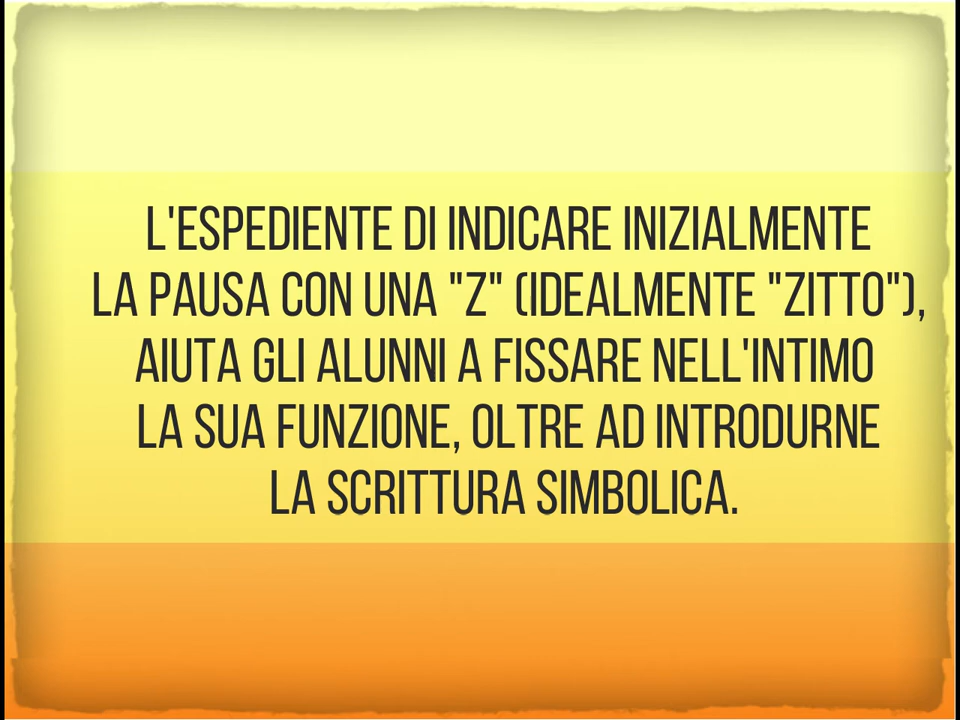 L'ESPEDIENTE DI INDICARE INIZIALMENTE
LA PAUSA CON UNA "Z" (IDEALMENTE "ZITTO"),
AIUTA GLI ALUNNI A FISSARE NELL'INTIMO
LA SUA FUNZIONE, OLTRE AD INTRODURNE
LA SCRITTURA SIMBOLICA.